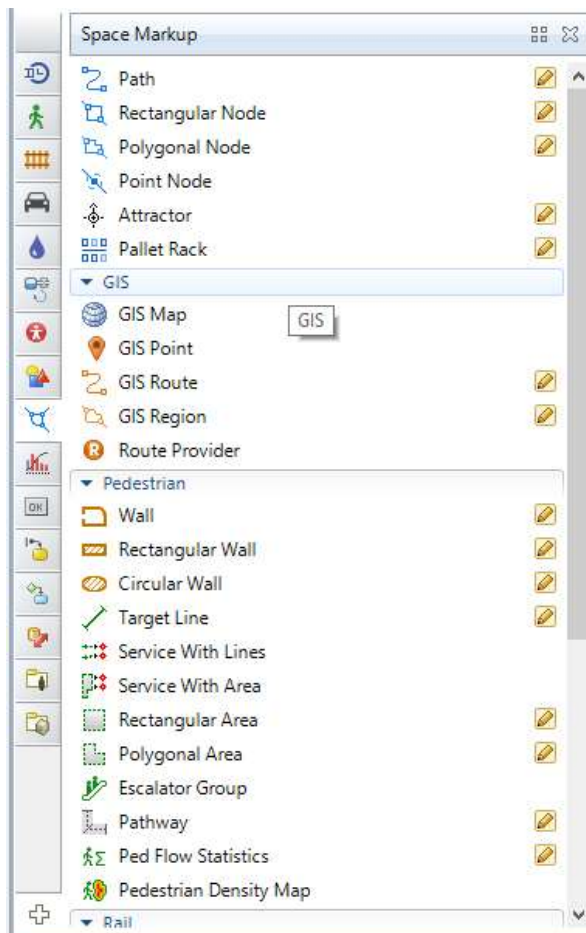 Space Markup
Path
Rectangular Node
Polygonal Node
Point Node
Attractor
Pallet Rack
GIS
GIS Map
GIS
GIS Point
GIS Route
GIS Region
R
Route Provider
Pedestrian
Wall
OK
Rectangular Wall
Circular Wall
Target Line
Service With Lines
Service With Area
Rectangular Area
Polygonal Area
Escalator Group
Pathway
Ped Flow Statistics
Pedestrian Density Map
Rail